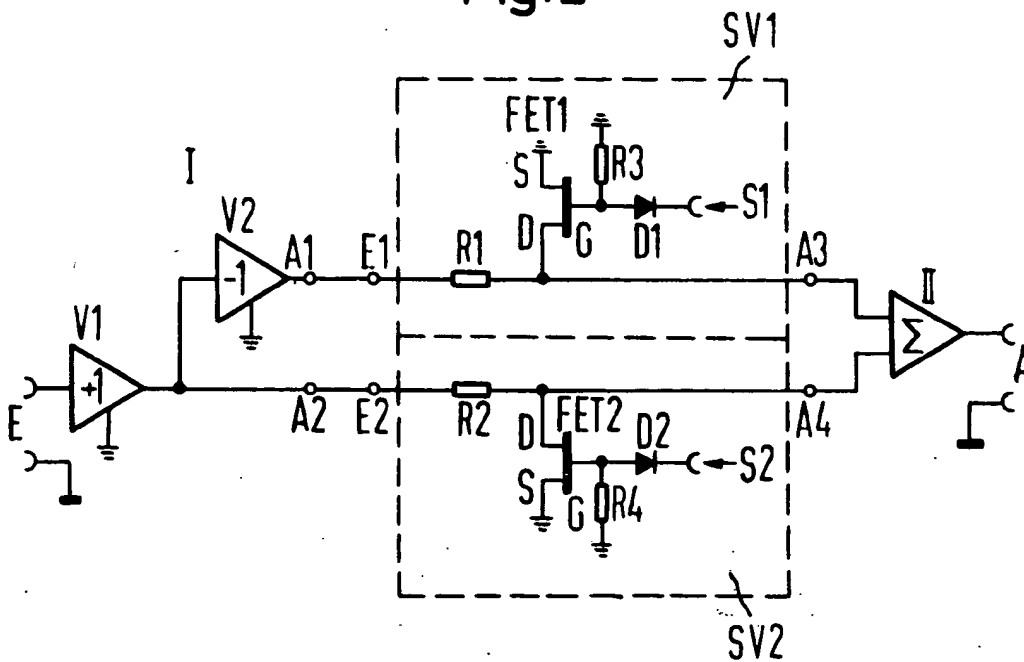 SV1
FET1
I
S
R3
V2
S1
D
G
D1
A1
E1
R1
A3
II
-1
V1
Σ
+1
A
E
A2
E2
R2
D
FET2
D2
A4
S
G
R4
S2
SV2